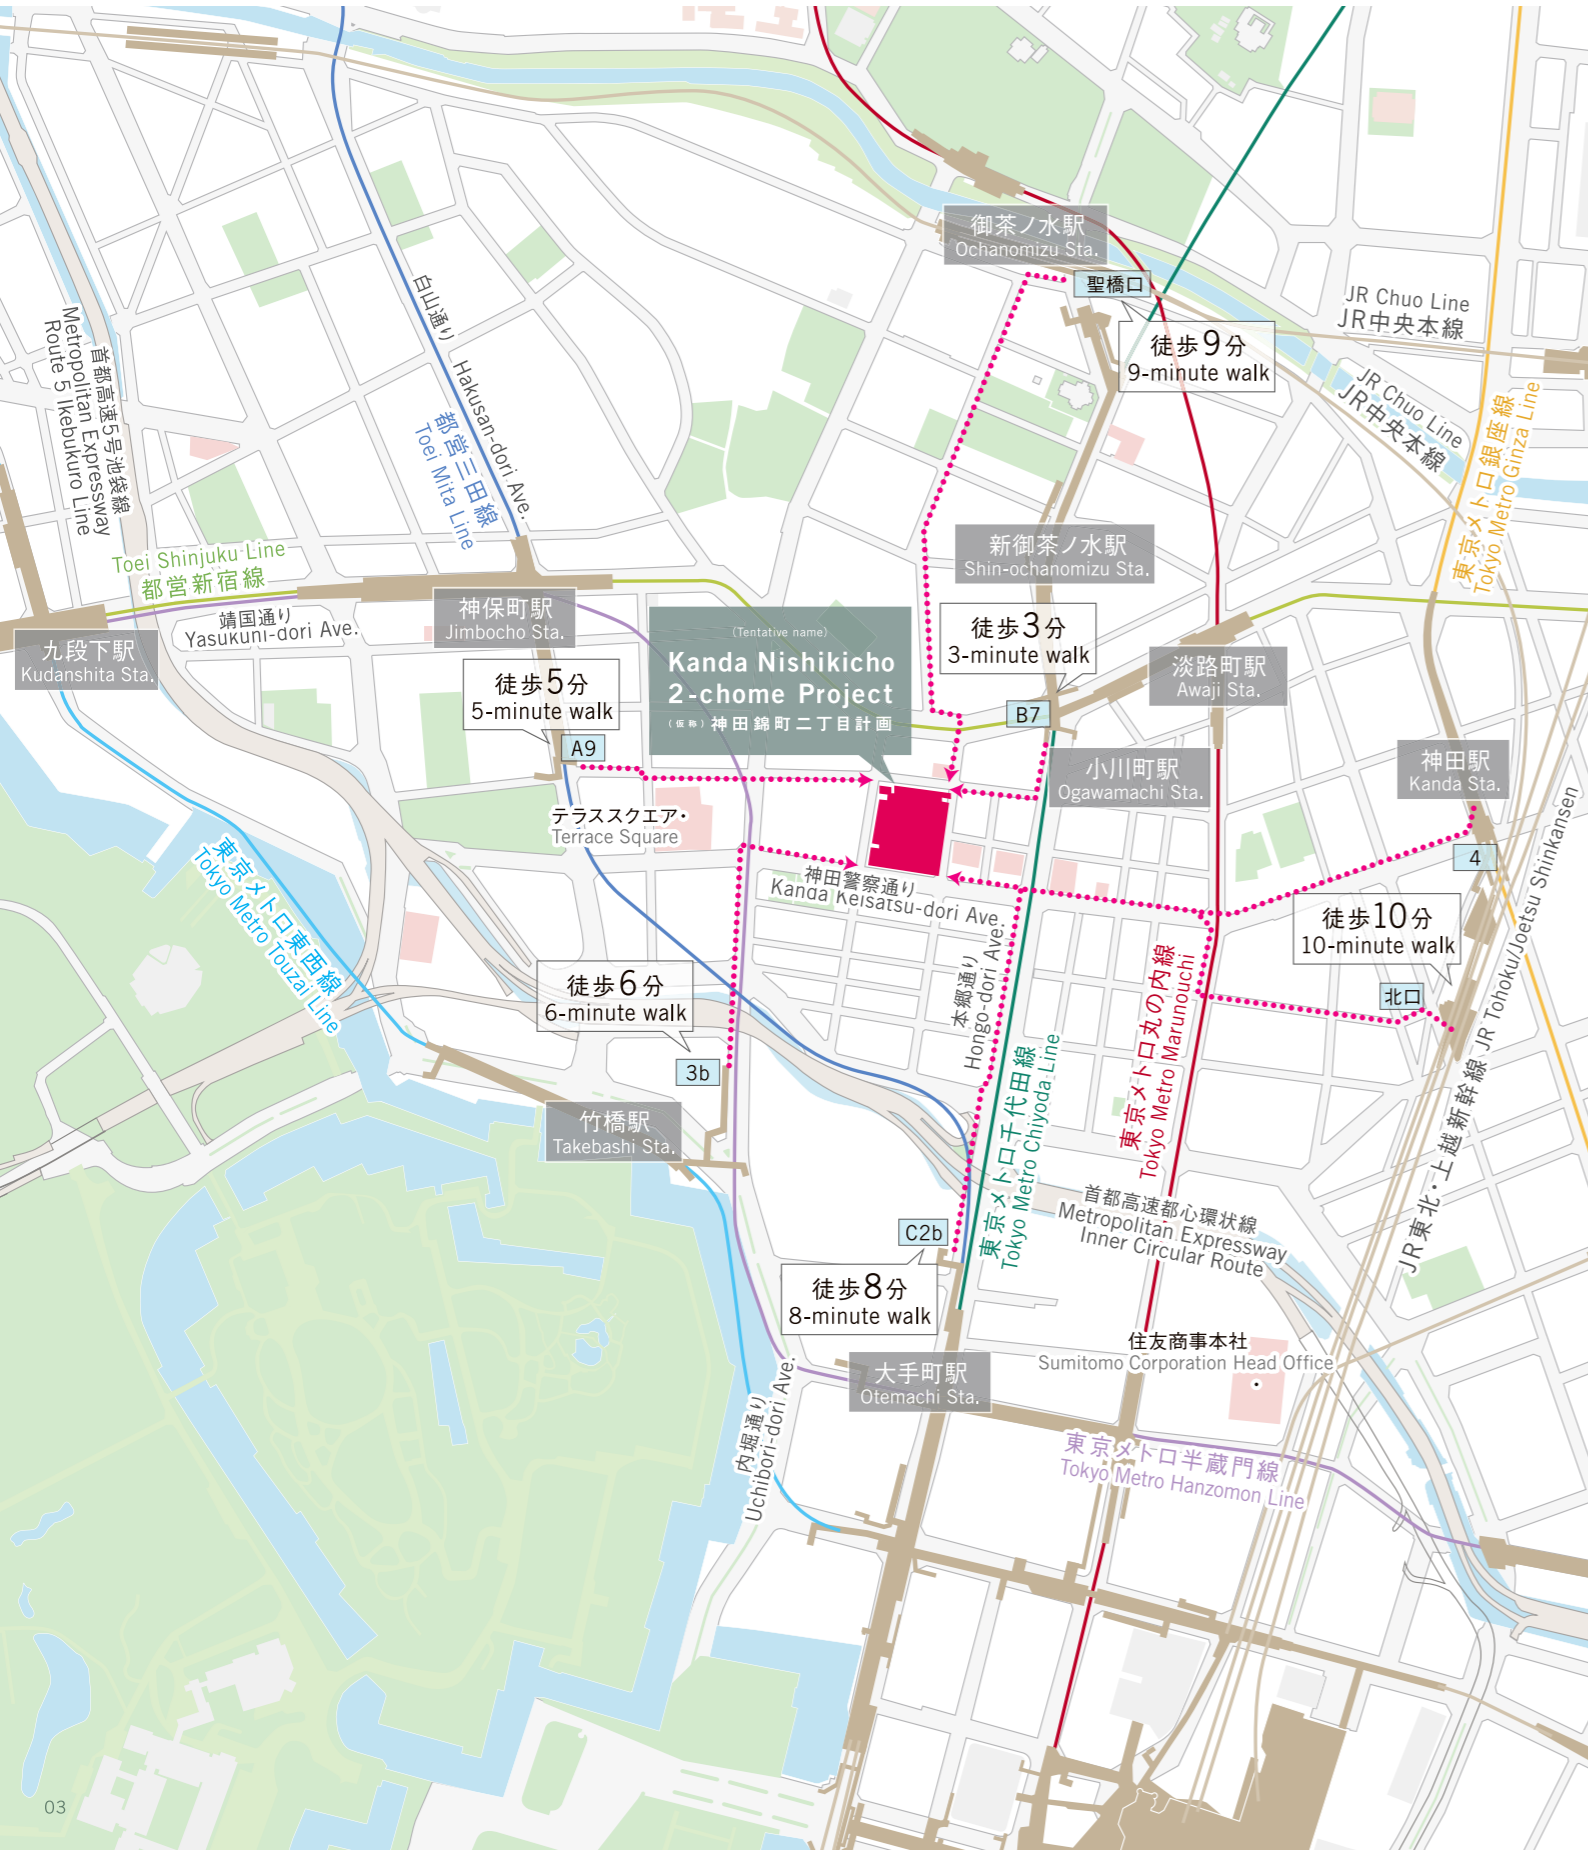 御茶ノ水駅
Ochanomizu Sta.
聖橋口
徒歩9分
9-minute walk
JR Chuo Line
JR中央本線
JR Chuo Line
JR中央本線
東京メトロ銀座線
Tokyo Metro Ginza Line
白山通り Hakusan-dori Ave.
都営三田線
Toei Mita Line
首都高速5号池袋線
Metropolitan Expressway
Route 5 Ikebukuro Line
Toei Shinjuku Line
都営新宿線
靖国通り
Yasukuni-dori Ave.
九段下駅
Kudanshita Sta.
神保町駅
Jimbocho Sta.
新御茶ノ水駅
Shin-ochanomizu Sta.
徒歩3分
3-minute walk
B7
淡路町駅
Awaji Sta.
(Tentative name)
Kanda Nishikicho
2-chome Project
(仮称)神田錦町二丁目計画
徒歩5分
5-minute walk
A9
小川町駅
Ogawamachi Sta.
神田駅
Kanda Sta.
テラススクエア・
Terrace Square
4
神田警察通り
Kanda Keisatsu-dori Ave.
徒歩10分
10-minute walk
北口
東京メトロ東西線
Tokyo Metro Touzai Line
徒歩6分
6-minute walk
3b
竹橋駅
Takebashi Sta.
本郷通り
Hongo-dori Ave.
東京メトロ千代田線
Tokyo Metro Chiyoda Line
東京メトロ丸の内線
Tokyo Metro Marunouchi
JR東北・上越新幹線 JR Tohoku/Joetsu Shinkansen
首都高速都心環状線
Metropolitan Expressway
Inner Circular Route
C2b
徒歩8分
8-minute walk
大手町駅
Otemachi Sta.
住友商事本社
Sumitomo Corporation Head Office
内堀通り
Uchibori-dori Ave.
東京メトロ半蔵門線
Tokyo Metro Hanzomon Line
03